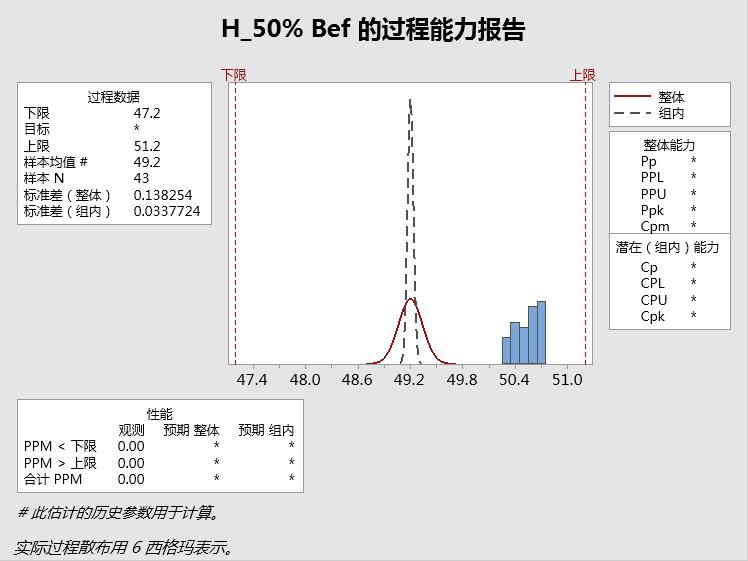 H_50% Bef 的过程能力报告
下限 上限
过程数据
下限 47.2
目标 *
上限 51.2
样本均值 # 49.2
样本 N 43
标准差（整体） 0.138254
标准差（组内） 0.0337724
整体
组内
整体能力
Pp *
PPL *
PPU *
Ppk *
Cpm *
潜在（组内）能力
Cp *
CPL *
CPU *
Cpk *
47.4 48.0 48.6 49.2 49.8 50.4 51.0
性能
观测 预期 整体 预期 组内
PPM < 下限 0.00 * *
PPM > 上限 0.00 * *
合计 PPM 0.00 * *
# 此估计的历史参数用于计算。
实际过程散布用 6 西格玛表示。